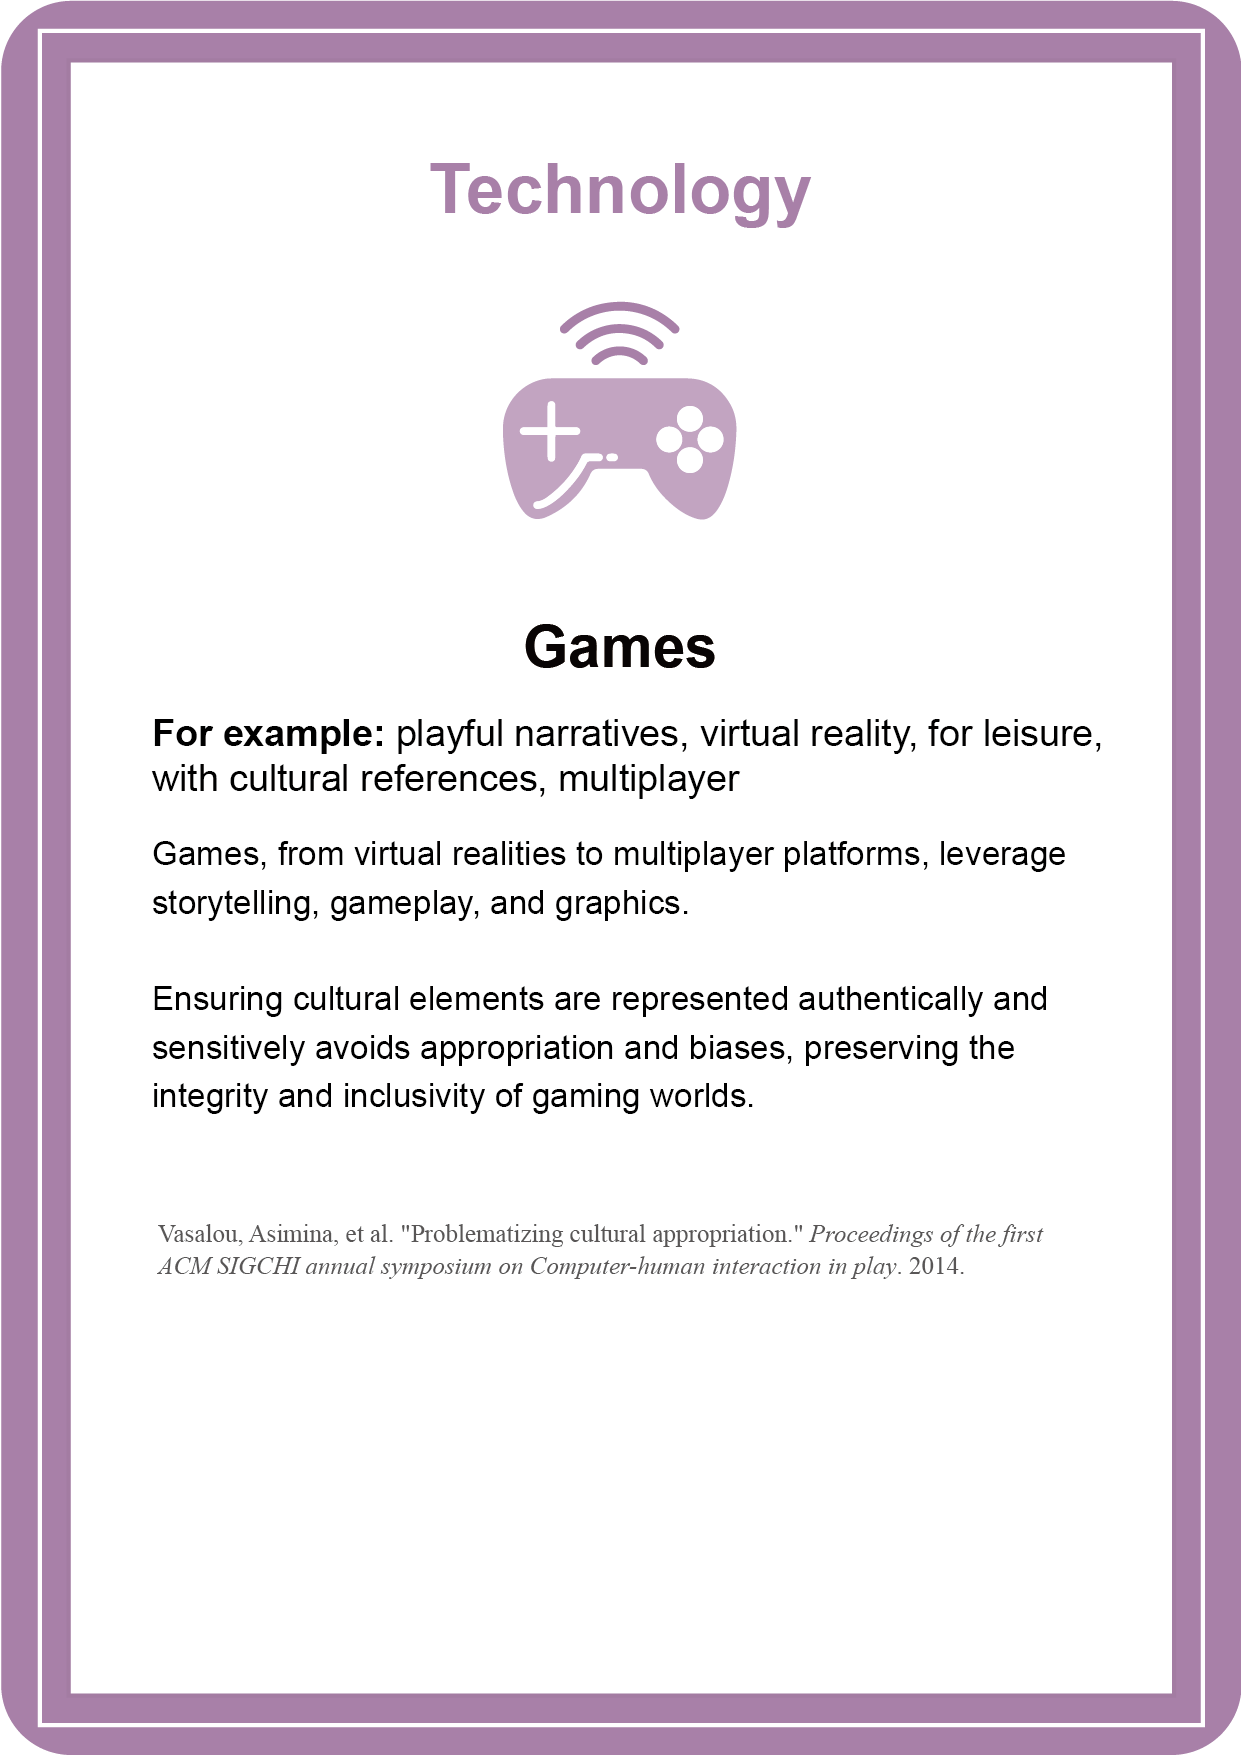 Technology
Games
For example: playful narratives, virtual reality, for leisure,
with cultural references, multiplayer
Games, from virtual realities to multiplayer platforms, leverage
storytelling, gameplay, and graphics.
Ensuring cultural elements are represented authentically and
sensitively avoids appropriation and biases, preserving the
integrity and inclusivity of gaming worlds.
Vasalou, Asimina, et al. "Problematizing cultural appropriation." Proceedings of the first
ACM SIGCHI annual symposium on Computer-human interaction in play. 2014.